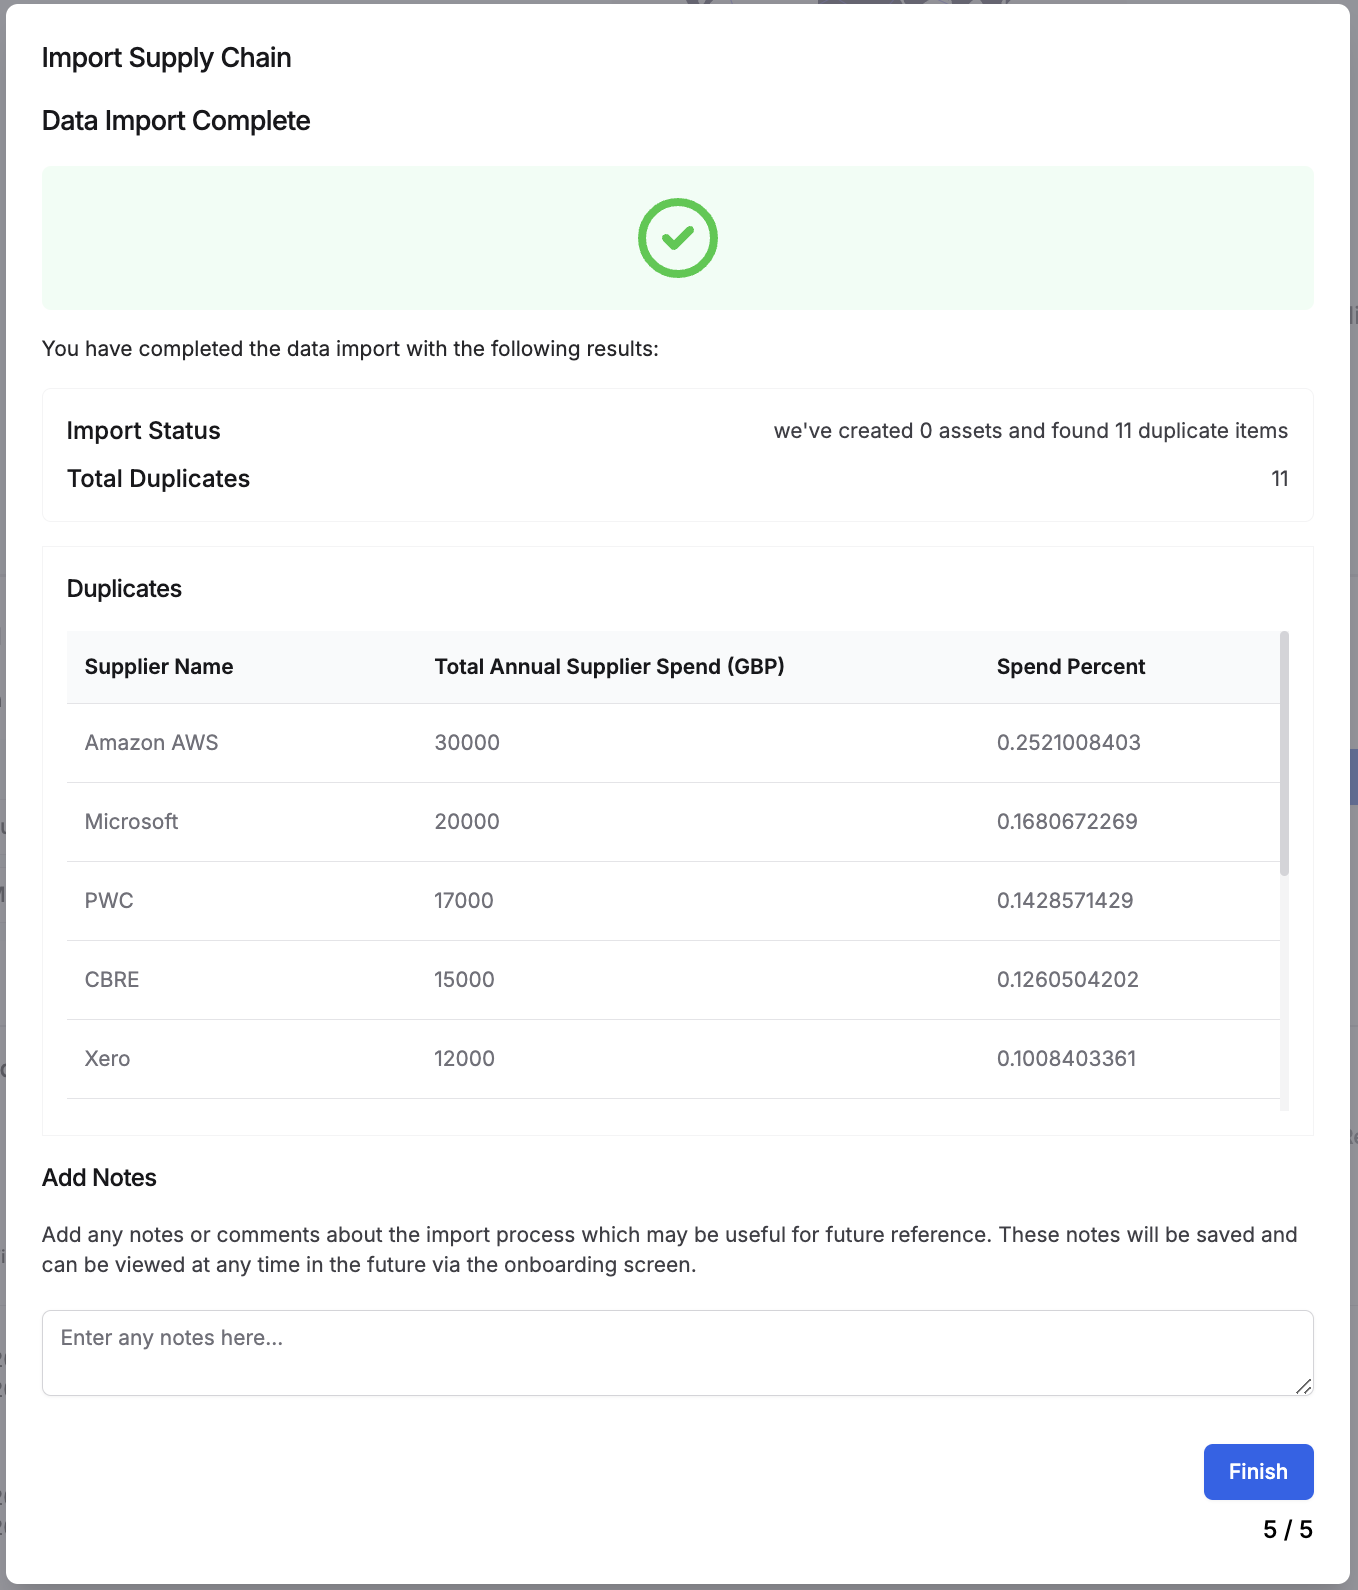 Import Supply Chain
Data Import Complete
You have completed the data import with the following results:
Import Status we've created 0 assets and found 11 duplicate items
Total Duplicates 11
Duplicates
Supplier Name Total Annual Supplier Spend (GBP) Spend Percent
Amazon AWS 30000 0.2521008403
Microsoft 20000 0.1680672269
PWC 17000 0.1428571429
CBRE 15000 0.1260504202
Xero 12000 0.1008403361
Add Notes
Add any notes or comments about the import process which may be useful for future reference. These notes will be saved and
can be viewed at any time in the future via the onboarding screen.
Enter any notes here...
Finish
5 / 5